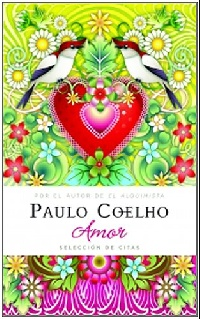 POR EL AUTOR DE EL ALQUIMISTA
PAULO COELHO
Amor
SELECCIÓN DE CITAS